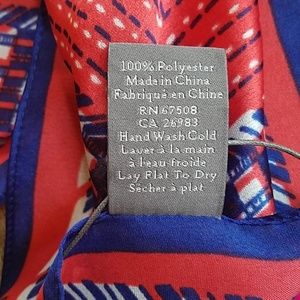 100% Polyester
Made in China
Fabriqué en Chine
RN 67508
CA 26983
Hand Wash Cold
Laver à la main
à l'eau froide
Lay Flat To Dry
Sécher à plat